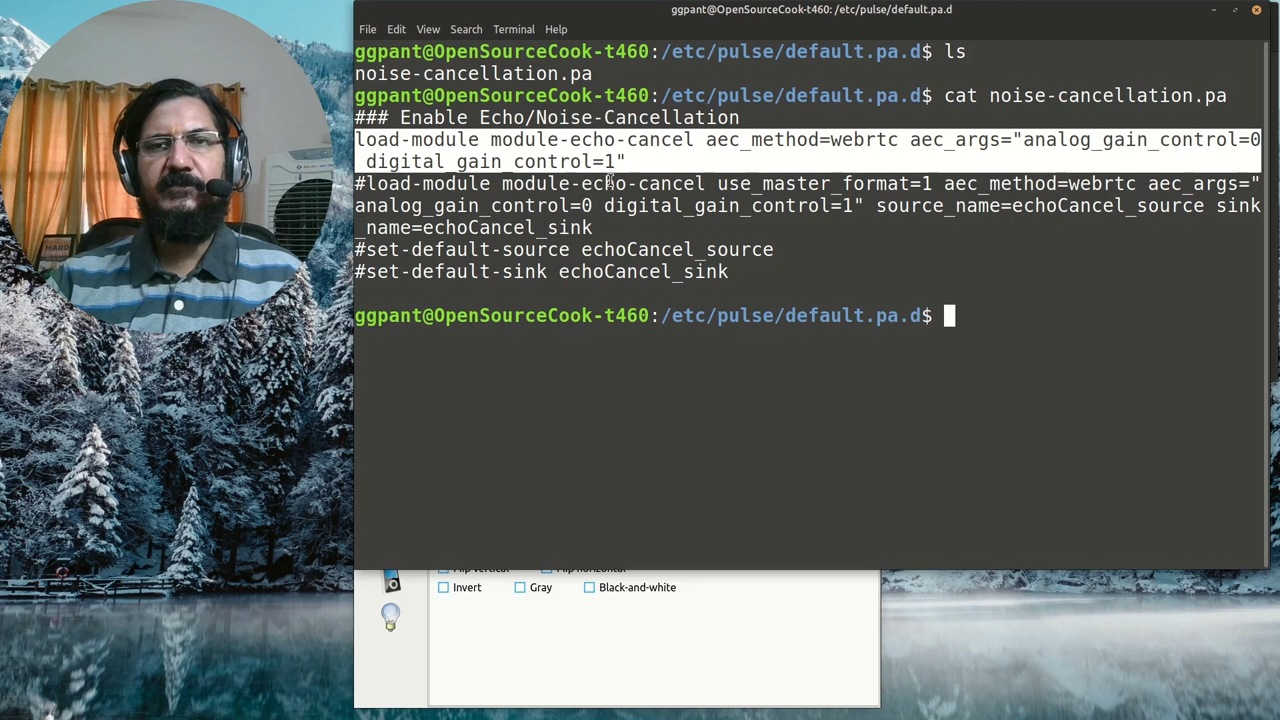 ggpant@OpenSourceCook-t460: /etc/pulse/default.pa.d
File Edit View Search Terminal Help
ggpant@OpenSourceCook-t460:/etc/pulse/default.pa.d$ ls
noise-cancellation.pa
ggpant@OpenSourceCook-t460:/etc/pulse/default.pa.d$ cat noise-cancellation.pa
### Enable Echo/Noise-Cancellation
load-module module-echo-cancel aec_method=webrtc aec_args="analog_gain_control=0
digital_gain_control=1"
#load-module module-echo-cancel use_master_format=1 aec_method=webrtc aec_args="
analog_gain_control=0 digital_gain_control=1" source_name=echoCancel_source sink
_name=echoCancel_sink
#set-default-source echoCancel_source
#set-default-sink echoCancel_sink
ggpant@OpenSourceCook-t460:/etc/pulse/default.pa.d$
Flip vertical Flip horizontal
Invert Gray Black-and-white